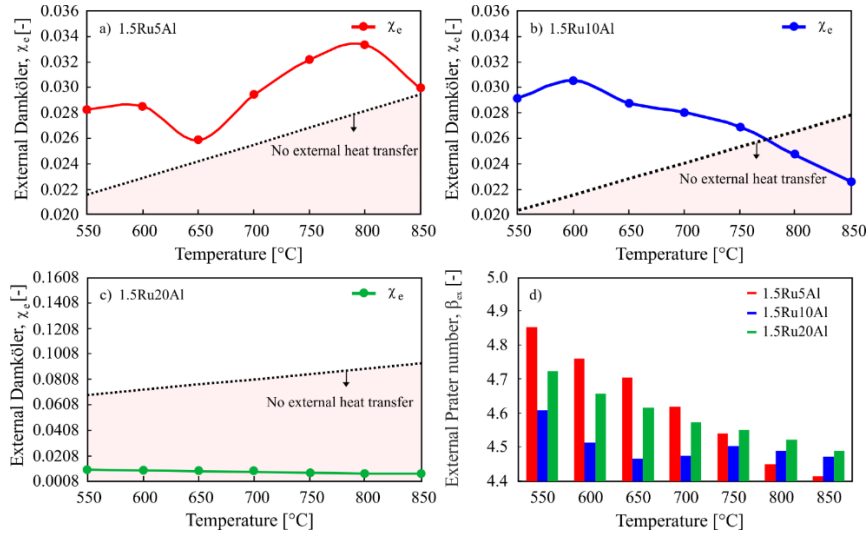 a) 1.5Ru5Al
χe
External Damköler, χe [-]
0.036
0.034
0.032
0.030
0.028
0.026
0.024
0.022
0.020
No external heat transfer
550 600 650 700 750 800 850
Temperature [°C]
b) 1.5Ru10Al
χe
External Damköler, χe [-]
0.036
0.034
0.032
0.030
0.028
0.026
0.024
0.022
0.020
No external heat transfer
550 600 650 700 750 800 850
Temperature [°C]
c) 1.5Ru20Al
χe
External Damköler, χe [-]
0.1608
0.1408
0.1208
0.1008
0.0808
0.0608
0.0408
0.0208
0.0008
No external heat transfer
550 600 650 700 750 800 850
Temperature [°C]
d)
1.5Ru5Al
1.5Ru10Al
1.5Ru20Al
External Prater number, βex [-]
5.0
4.8
4.7
4.6
4.5
4.4
550 600 650 700 750 800 850
Temperature [°C]